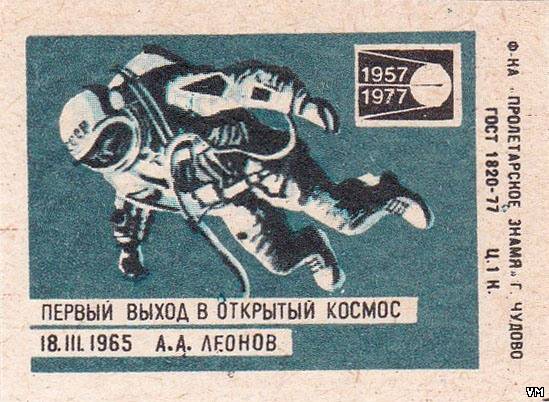 СССР
1957
1977
ПЕРВЫЙ ВЫХОД В ОТКРЫТЫЙ КОСМОС
18.III.1965 А.А. ЛЕОНОВ
Ф-КА „ПРОЛЕТАРСКОЕ ЗНАМЯ" Г. ЧУДОВО
ГОСТ 1820-77 Ц. 1 К.
VM